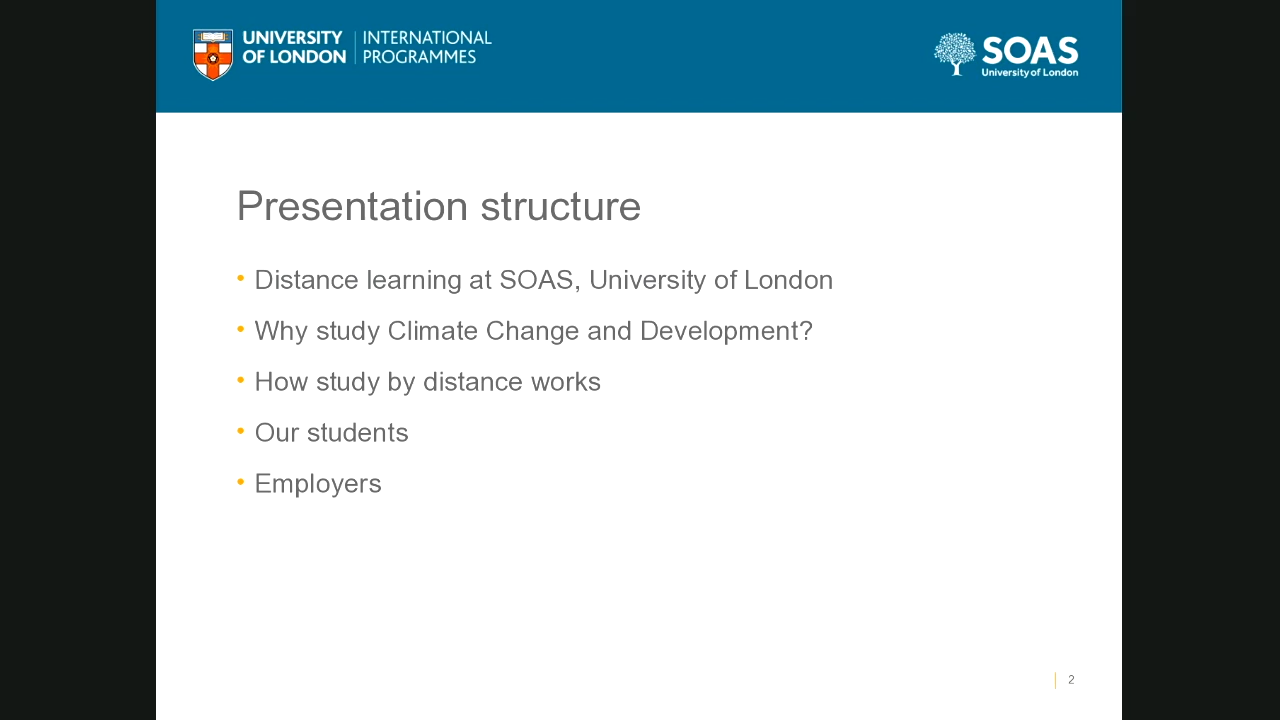 UNIVERSITY OF LONDON
INTERNATIONAL PROGRAMMES
SOAS
University of London
Presentation structure
• Distance learning at SOAS, University of London
• Why study Climate Change and Development?
• How study by distance works
• Our students
• Employers
2